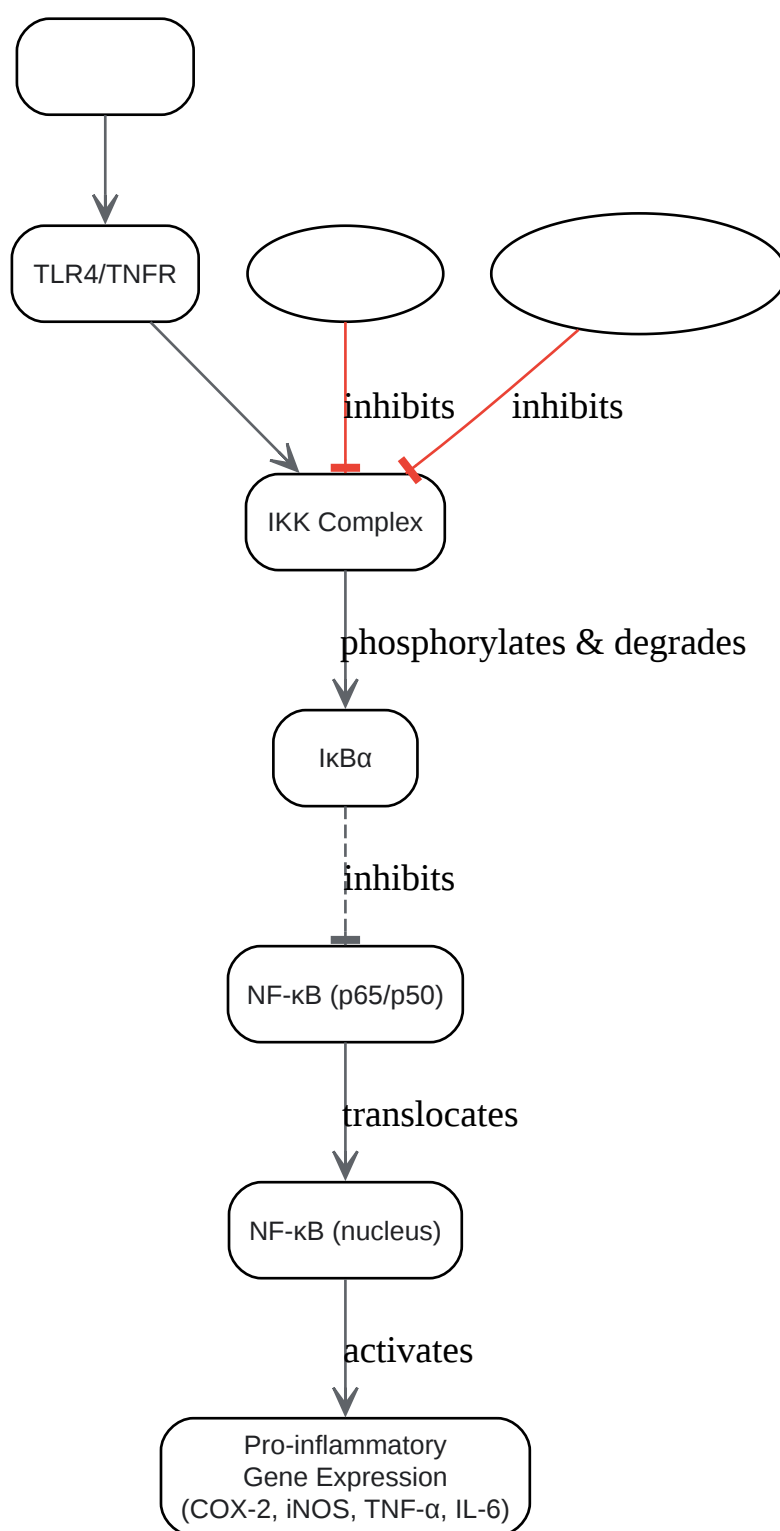 TLR4/TNFR
inhibits
inhibits
IKK Complex
phosphorylates & degrades
IκBα
inhibits
NF-κB (p65/p50)
translocates
NF-κB (nucleus)
activates
Pro-inflammatory
Gene Expression
(COX-2, iNOS, TNF-α, IL-6)